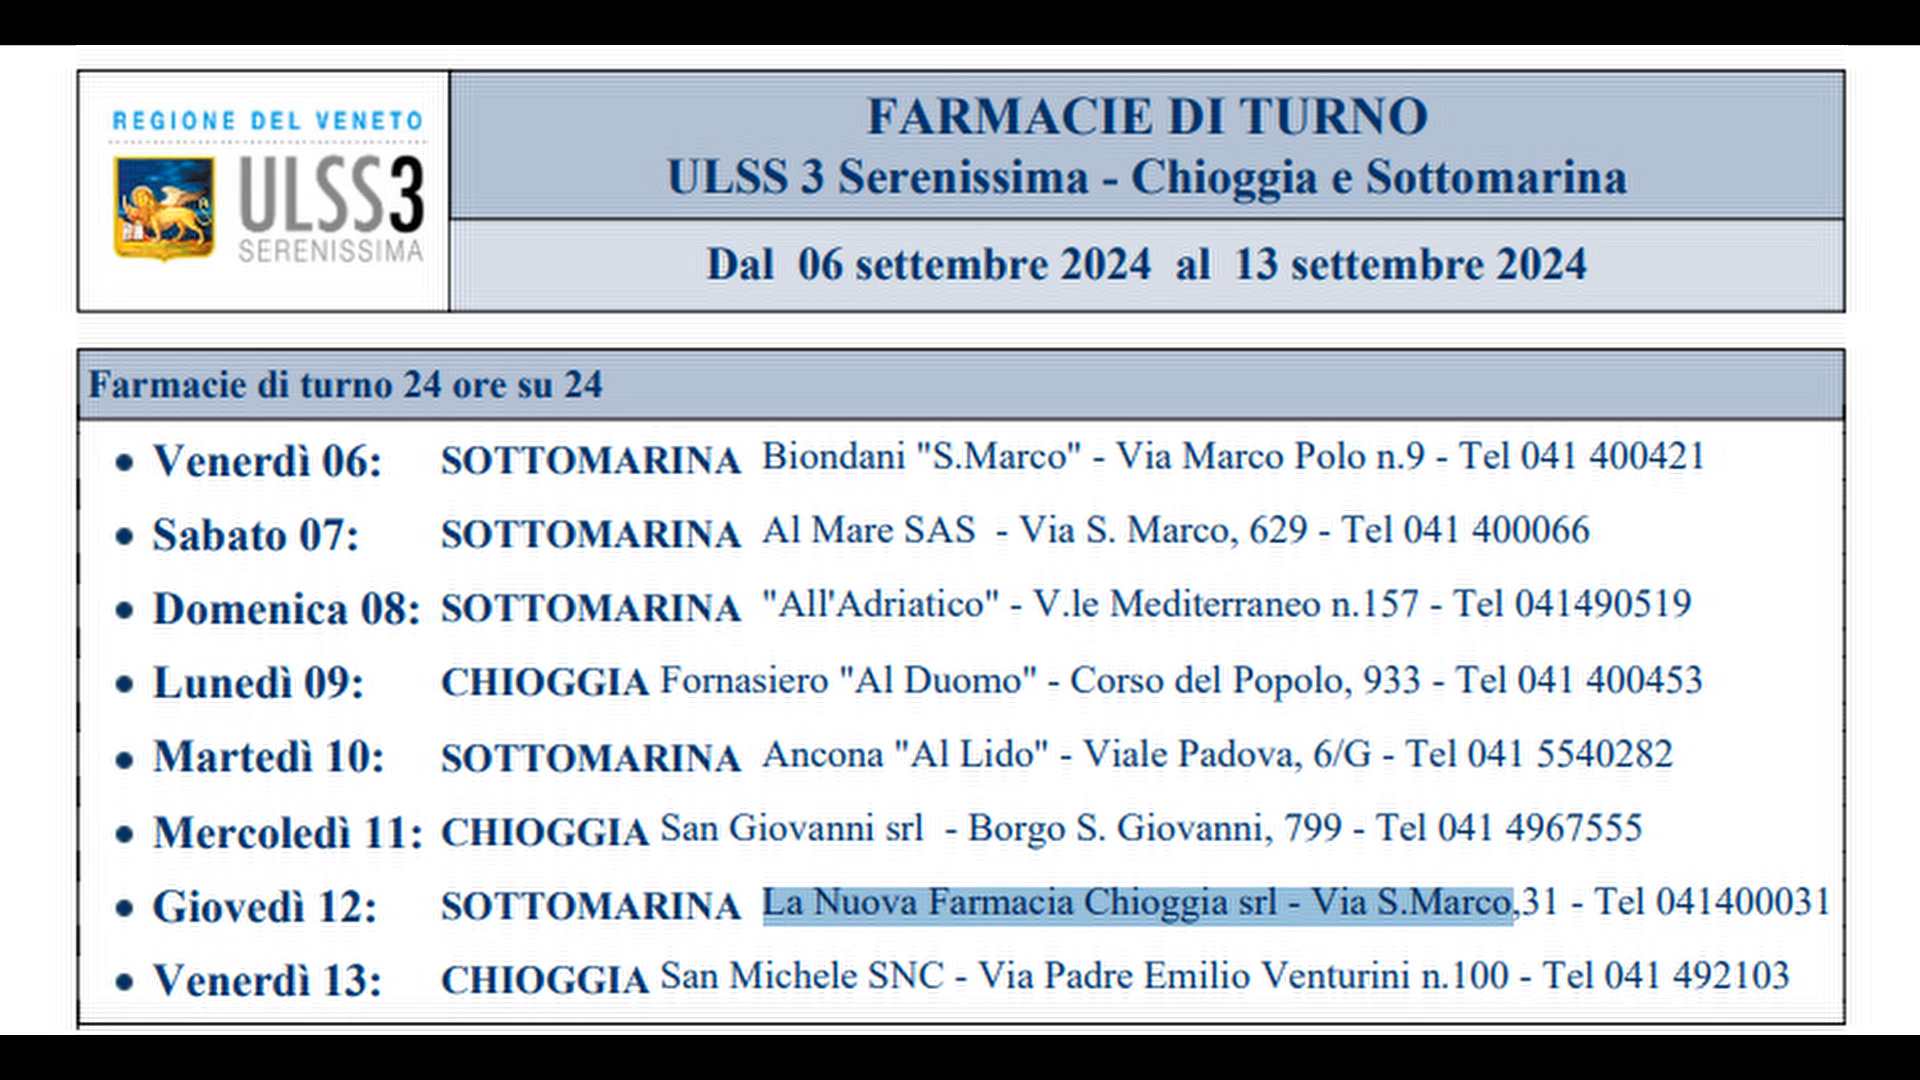 REGIONE DEL VENETO
ULSS3
SERENISSIMA
FARMACIE DI TURNO
ULSS 3 Serenissima - Chioggia e Sottomarina
Dal 06 settembre 2024 al 13 settembre 2024
Farmacie di turno 24 ore su 24
• Venerdì 06: SOTTOMARINA Biondani "S.Marco" - Via Marco Polo n.9 - Tel 041 400421
• Sabato 07: SOTTOMARINA Al Mare SAS - Via S. Marco, 629 - Tel 041 400066
• Domenica 08: SOTTOMARINA "All'Adriatico" - V.le Mediterraneo n.157 - Tel 041490519
• Lunedì 09: CHIOGGIA Fornasiero "Al Duomo" - Corso del Popolo, 933 - Tel 041 400453
• Martedì 10: SOTTOMARINA Ancona "Al Lido" - Viale Padova, 6/G - Tel 041 5540282
• Mercoledì 11: CHIOGGIA San Giovanni srl - Borgo S. Giovanni, 799 - Tel 041 4967555
• Giovedì 12: SOTTOMARINA La Nuova Farmacia Chioggia srl - Via S.Marco,31 - Tel 041400031
• Venerdì 13: CHIOGGIA San Michele SNC - Via Padre Emilio Venturini n.100 - Tel 041 492103